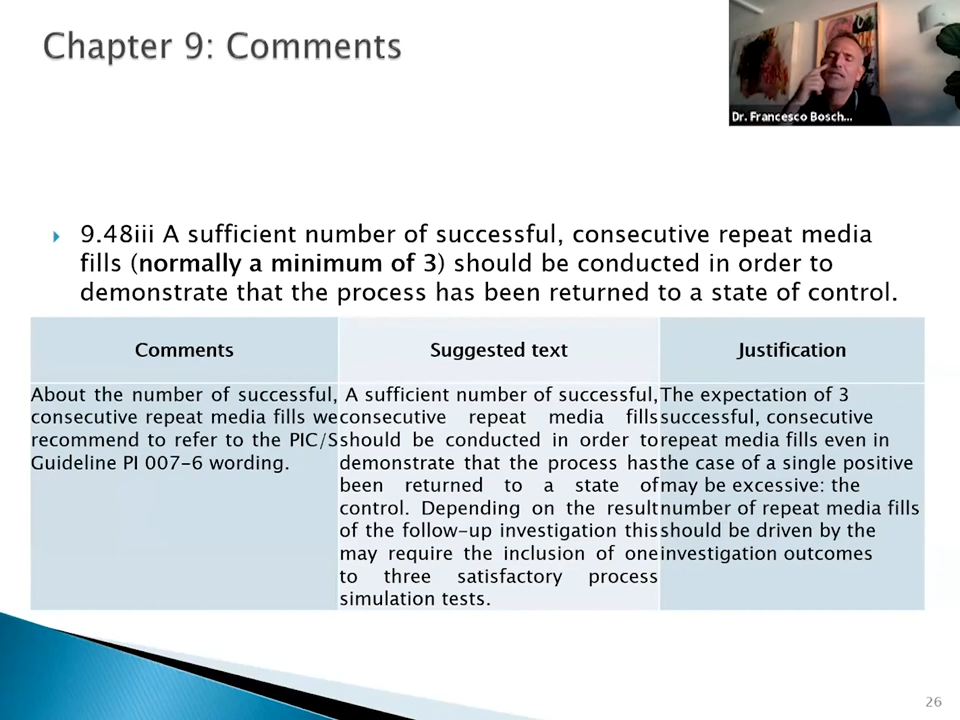 Chapter 9: Comments
Dr. Francesco Bosch...
9.48iii A sufficient number of successful, consecutive repeat media
fills (normally a minimum of 3) should be conducted in order to
demonstrate that the process has been returned to a state of control.
Comments
Suggested text
Justification
About the number of successful,
consecutive repeat media fills we
recommend to refer to the PIC/S
Guideline PI 007-6 wording.
A sufficient number of successful,
consecutive repeat media fills
should be conducted in order to
demonstrate that the process has
been returned to a state of
control. Depending on the result
of the follow-up investigation this
may require the inclusion of one
to three satisfactory process
simulation tests.
The expectation of 3
successful, consecutive
repeat media fills even in
the case of a single positive
may be excessive: the
number of repeat media fills
should be driven by the
investigation outcomes
26